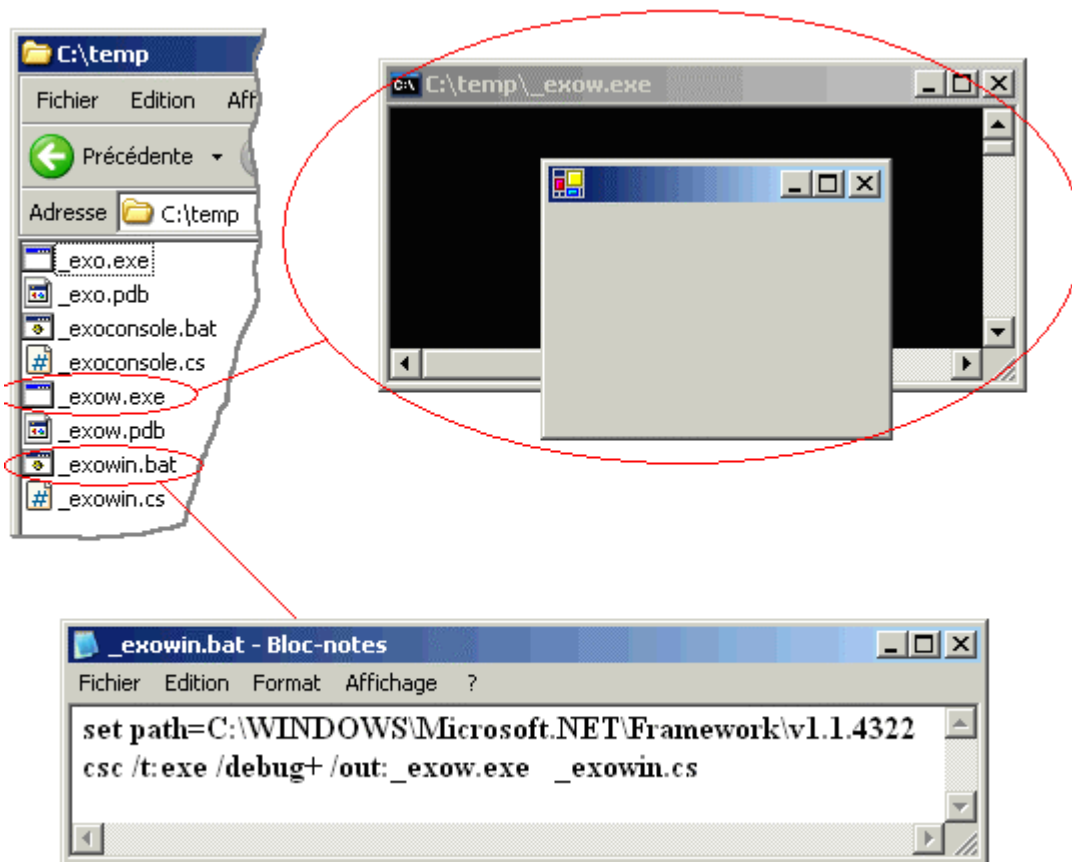 C:\temp
Fichier Edition Aff
Précédente
Adresse C:\temp
_exo.exe
_exo.pdb
_exoconsole.bat
_exoconsole.cs
_exow.exe
_exow.pdb
_exowin.bat
_exowin.cs
C:\temp\_exow.exe
_exowin.bat - Bloc-notes
Fichier Edition Format Affichage ?
set path=C:\WINDOWS\Microsoft.NET\Framework\v1.1.4322
csc /t:exe /debug+ /out:_exow.exe _exowin.cs